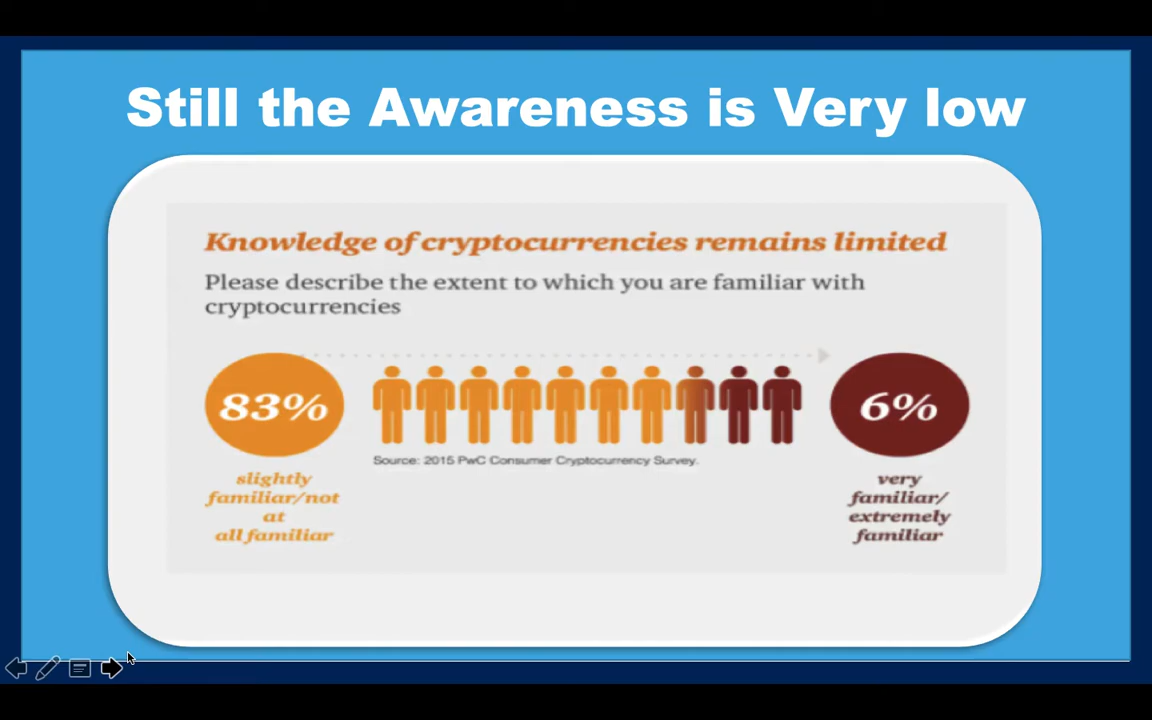 Still the Awareness is Very low
Knowledge of cryptocurrencies remains limited
Please describe the extent to which you are familiar with
cryptocurrencies
83%
6%
Source: 2015 PwC Consumer Cryptocurrency Survey.
slightly
familiar/not
at
all familiar
very
familiar/
extremely
familiar